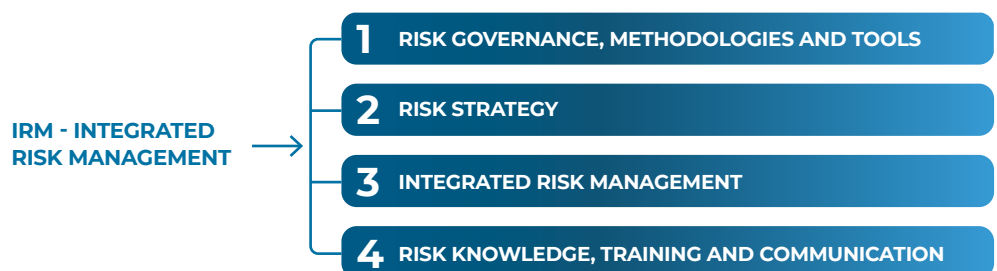 IRM - INTEGRATED
RISK MANAGEMENT
1 RISK GOVERNANCE, METHODOLOGIES AND TOOLS
2 RISK STRATEGY
3 INTEGRATED RISK MANAGEMENT
4 RISK KNOWLEDGE, TRAINING AND COMMUNICATION